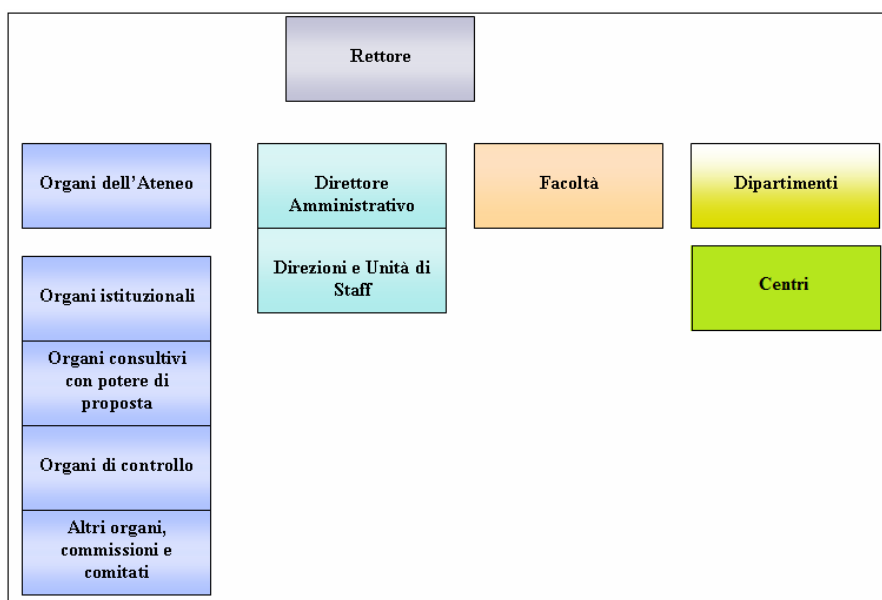 Rettore
Organi dell'Ateneo
Direttore
Amministrativo
Facoltà
Dipartimenti
Direzioni e Unità di
Staff
Centri
Organi istituzionali
Organi consultivi
con potere di
proposta
Organi di controllo
Altri organi,
commissioni e
comitati